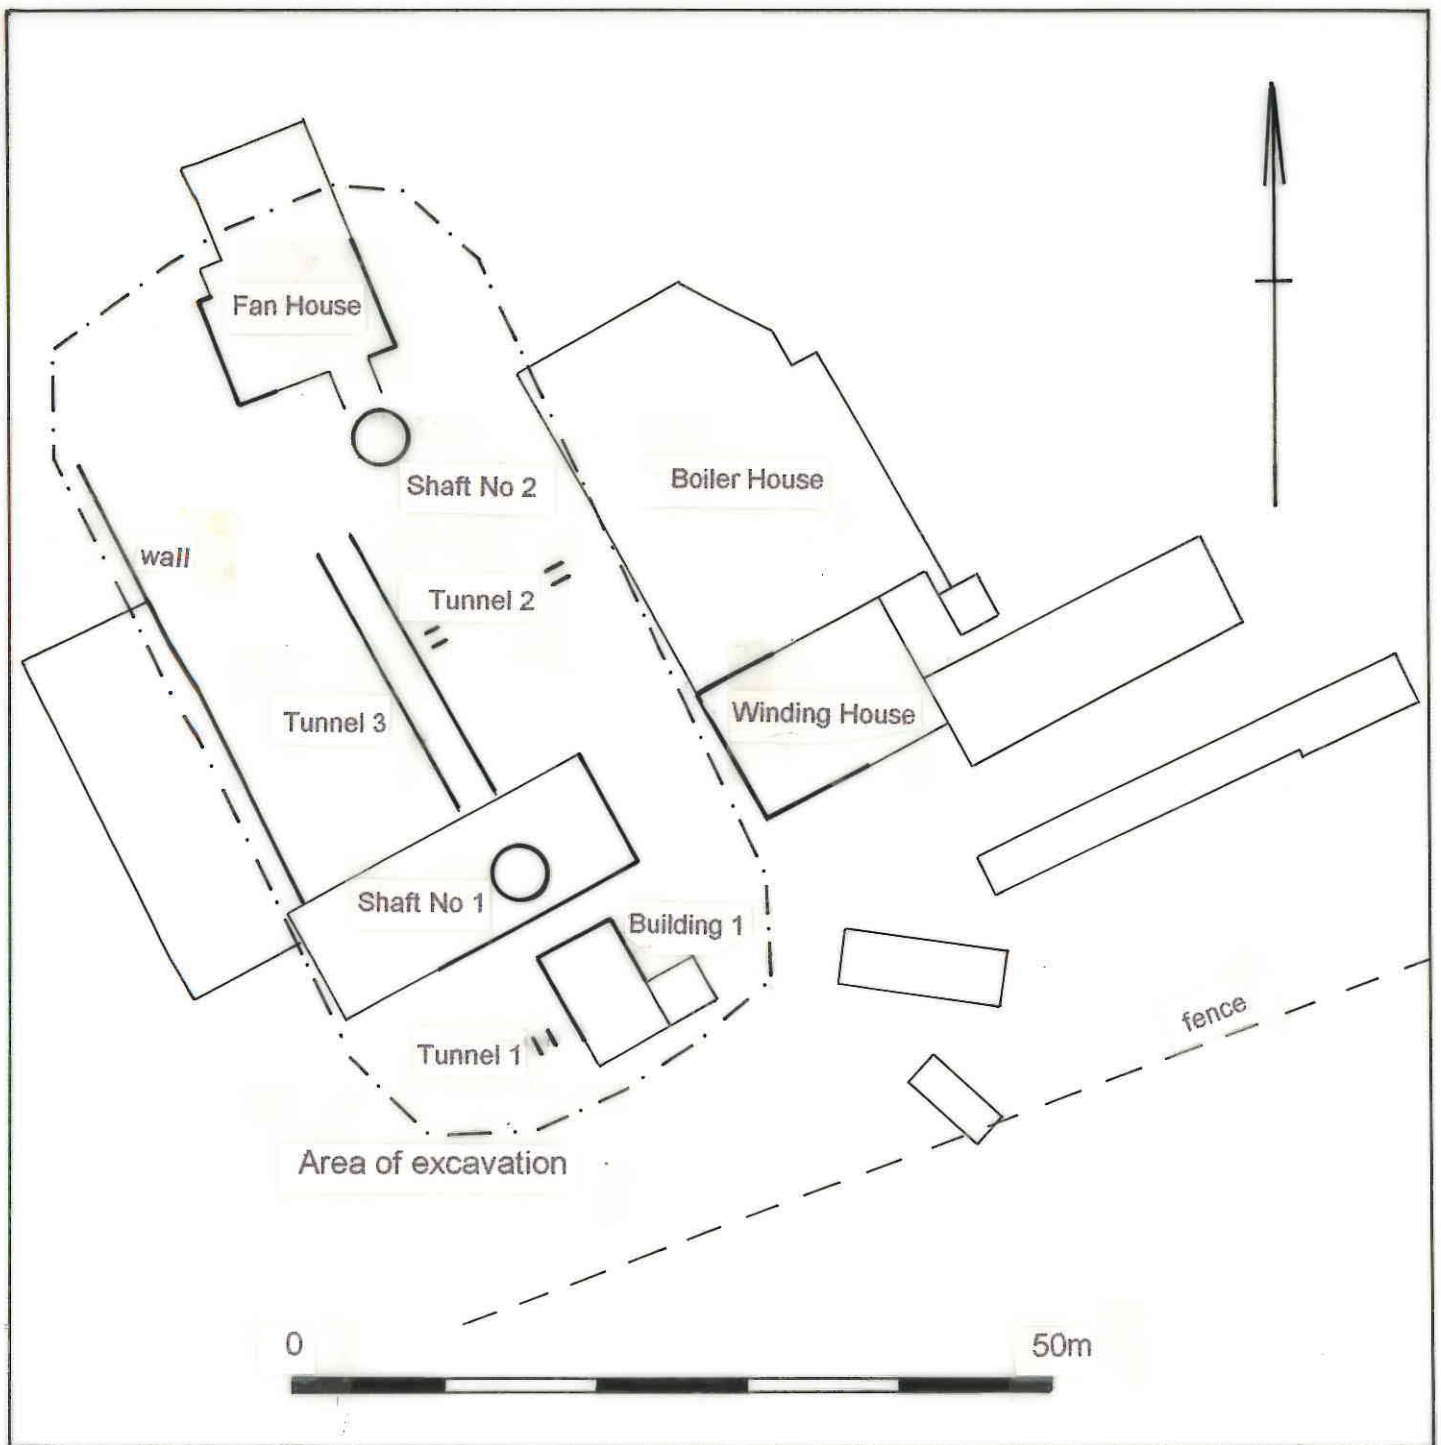 Fan House
Shaft No 2
Boiler House
wall
Tunnel 2
Tunnel 3
Winding House
Shaft No 1
Building 1
Tunnel 1
fence
Area of excavation
0
50m